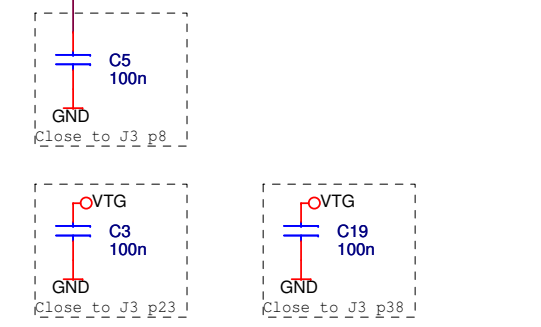 C5
100n
GND
Close to J3 p8
VTG
C3
100n
GND
Close to J3 p23
VTG
C19
100n
GND
Close to J3 p38